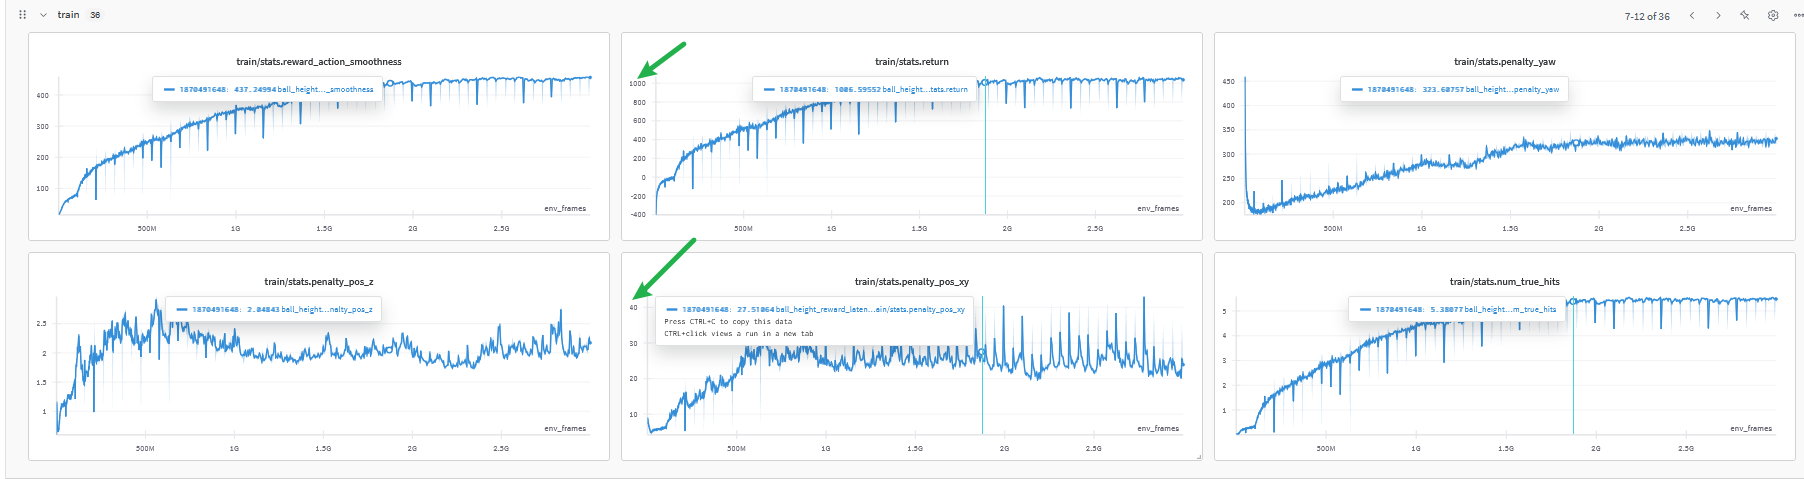 train 36
7-12 of 36
train/stats.reward_action_smoothness
400
300
200
100
1870491648: 437.24994 ball_height..._smoothness
env_frames
500M 1G 1.5G 2G 2.5G
train/stats.return
1000
800
600
400
200
0
-200
-400
1870491648: 1006.59552 ball_height...tats.return
env_frames
500M 1G 1.5G 2G 2.5G
train/stats.penalty_yaw
450
400
350
300
250
200
1870491648: 323.60757 ball_height...penalty_yaw
env_frames
500M 1G 1.5G 2G 2.5G
train/stats.penalty_pos_z
2.5
2
1.5
1
1870491648: 2.04843 ball_height...nalty_pos_z
env_frames
500M 1G 1.5G 2G 2.5G
train/stats.penalty_pos_xy
40
30
20
10
1870491648: 27.51064 ball_height_reward_laten...ain/stats.penalty_pos_xy
Press CTRL+C to copy this data
CTRL+click views a run in a new tab
env_frames
500M 1G 1.5G 2G 2.5G
train/stats.num_true_hits
5
4
3
2
1
1870491648: 5.38077 ball_height...m_true_hits
env_frames
500M 1G 1.5G 2G 2.5G